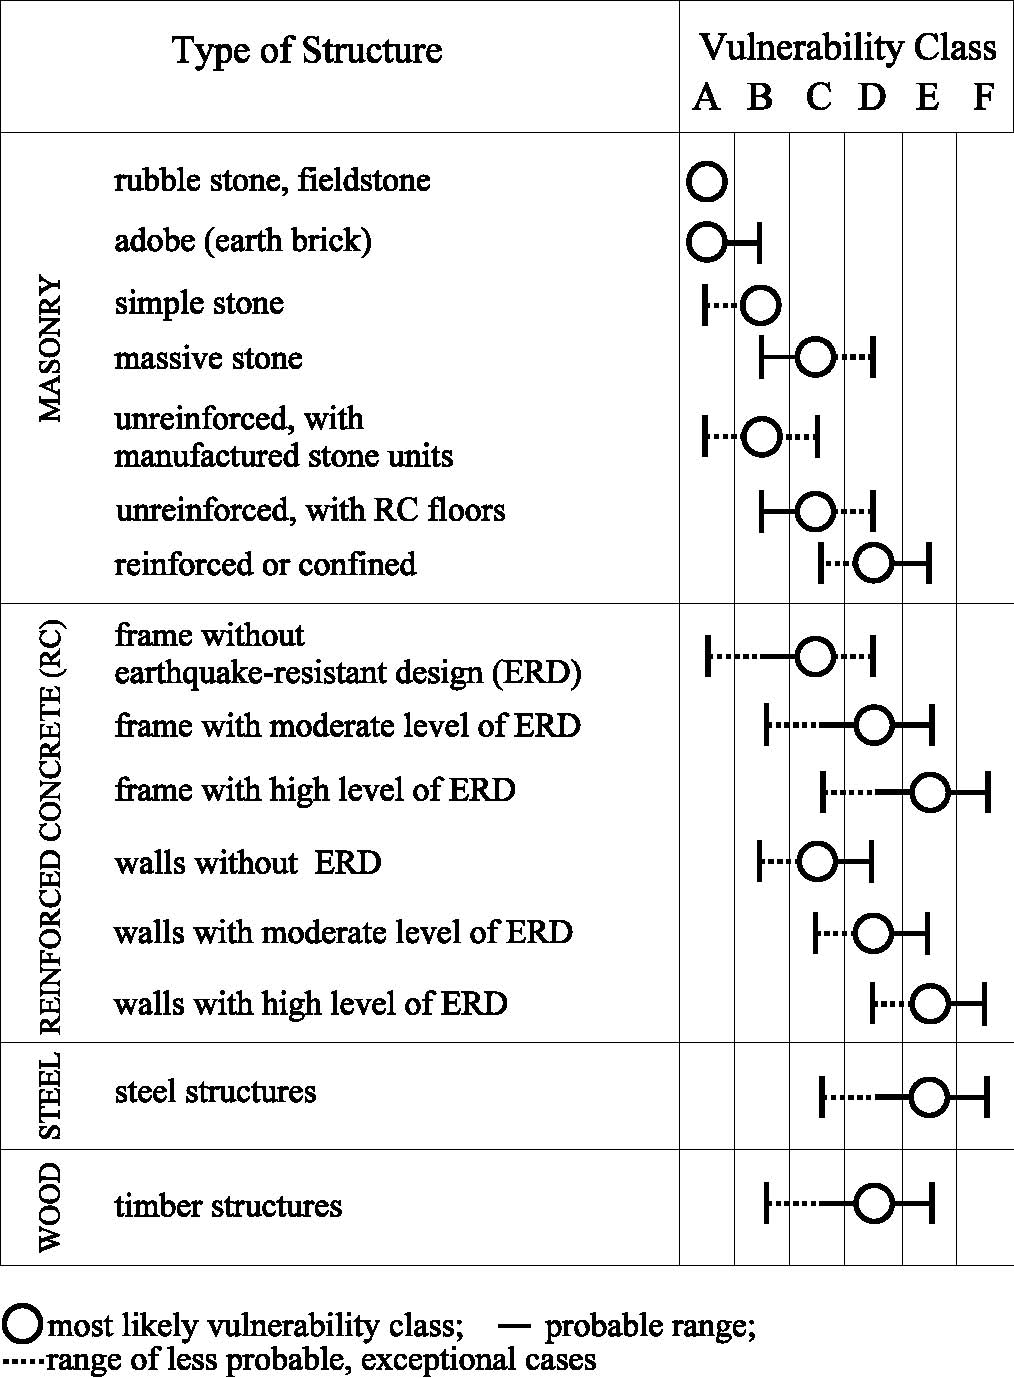 Type of Structure
Vulnerability Class
A B C D E F
MASONRY
rubble stone, fieldstone
adobe (earth brick)
simple stone
massive stone
unreinforced, with
manufactured stone units
unreinforced, with RC floors
reinforced or confined
REINFORCED CONCRETE (RC)
frame without
earthquake-resistant design (ERD)
frame with moderate level of ERD
frame with high level of ERD
walls without ERD
walls with moderate level of ERD
walls with high level of ERD
STEEL
steel structures
WOOD
timber structures
most likely vulnerability class; probable range;
range of less probable, exceptional cases